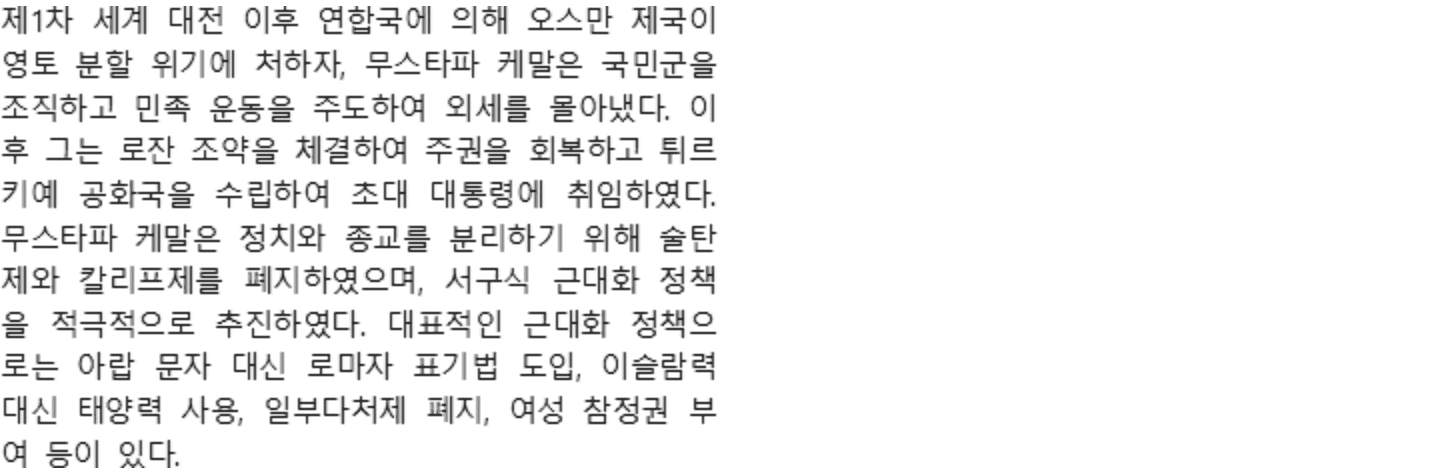 제1차 세계 대전 이후 연합국에 의해 오스만 제국이
영토 분할 위기에 처하자, 무스타파 케말은 국민군을
조직하고 민족 운동을 주도하여 외세를 몰아냈다. 이
후 그는 로잔 조약을 체결하여 주권을 회복하고 튀르
키예 공화국을 수립하여 초대 대통령에 취임하였다.
무스타파 케말은 정치와 종교를 분리하기 위해 술탄
제와 칼리프제를 폐지하였으며, 서구식 근대화 정책
을 적극적으로 추진하였다. 대표적인 근대화 정책으
로는 아랍 문자 대신 로마자 표기법 도입, 이슬람력
대신 태양력 사용, 일부다처제 폐지, 여성 참정권 부
여 등이 있다.